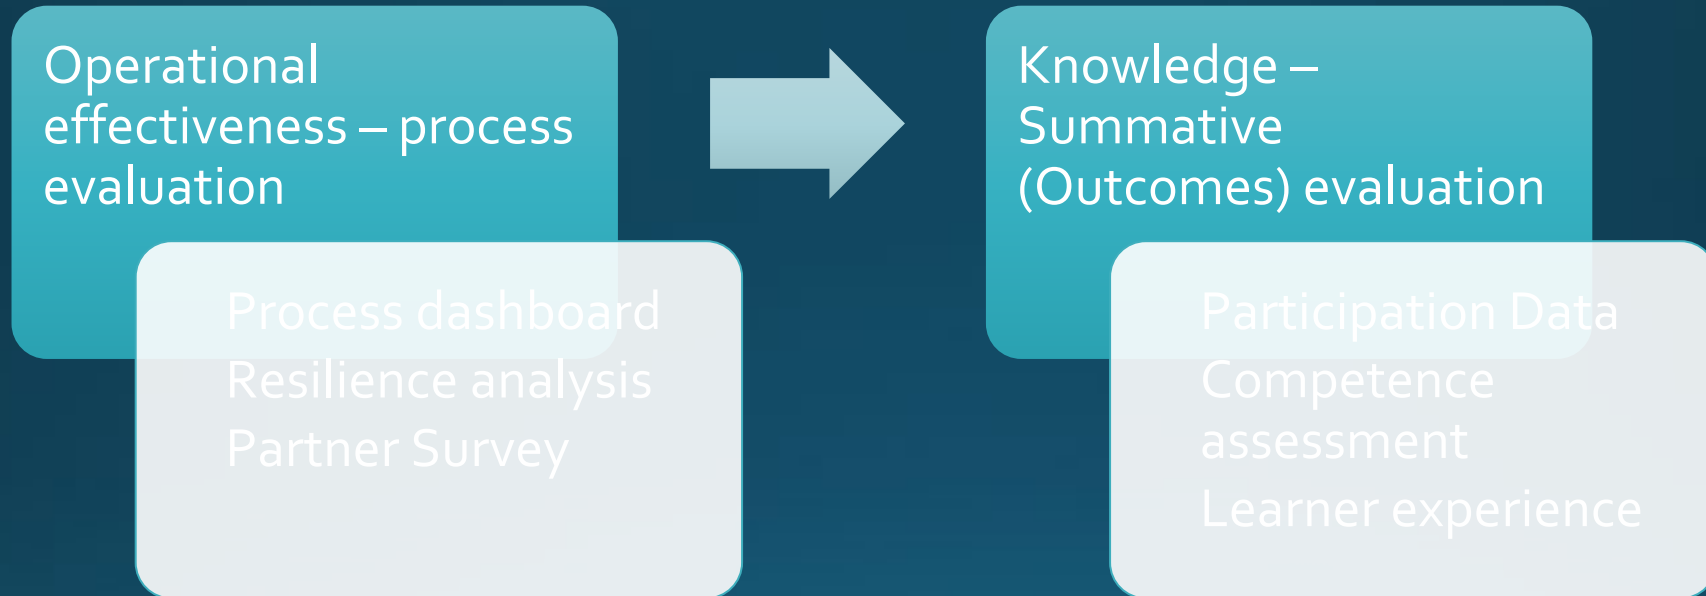 Operational
effectiveness – process
evaluation
Process dashboard
Resilience analysis
Partner Survey
Knowledge –
Summative
(Outcomes) evaluation
Participation Data
Competence
assessment
Learner experience